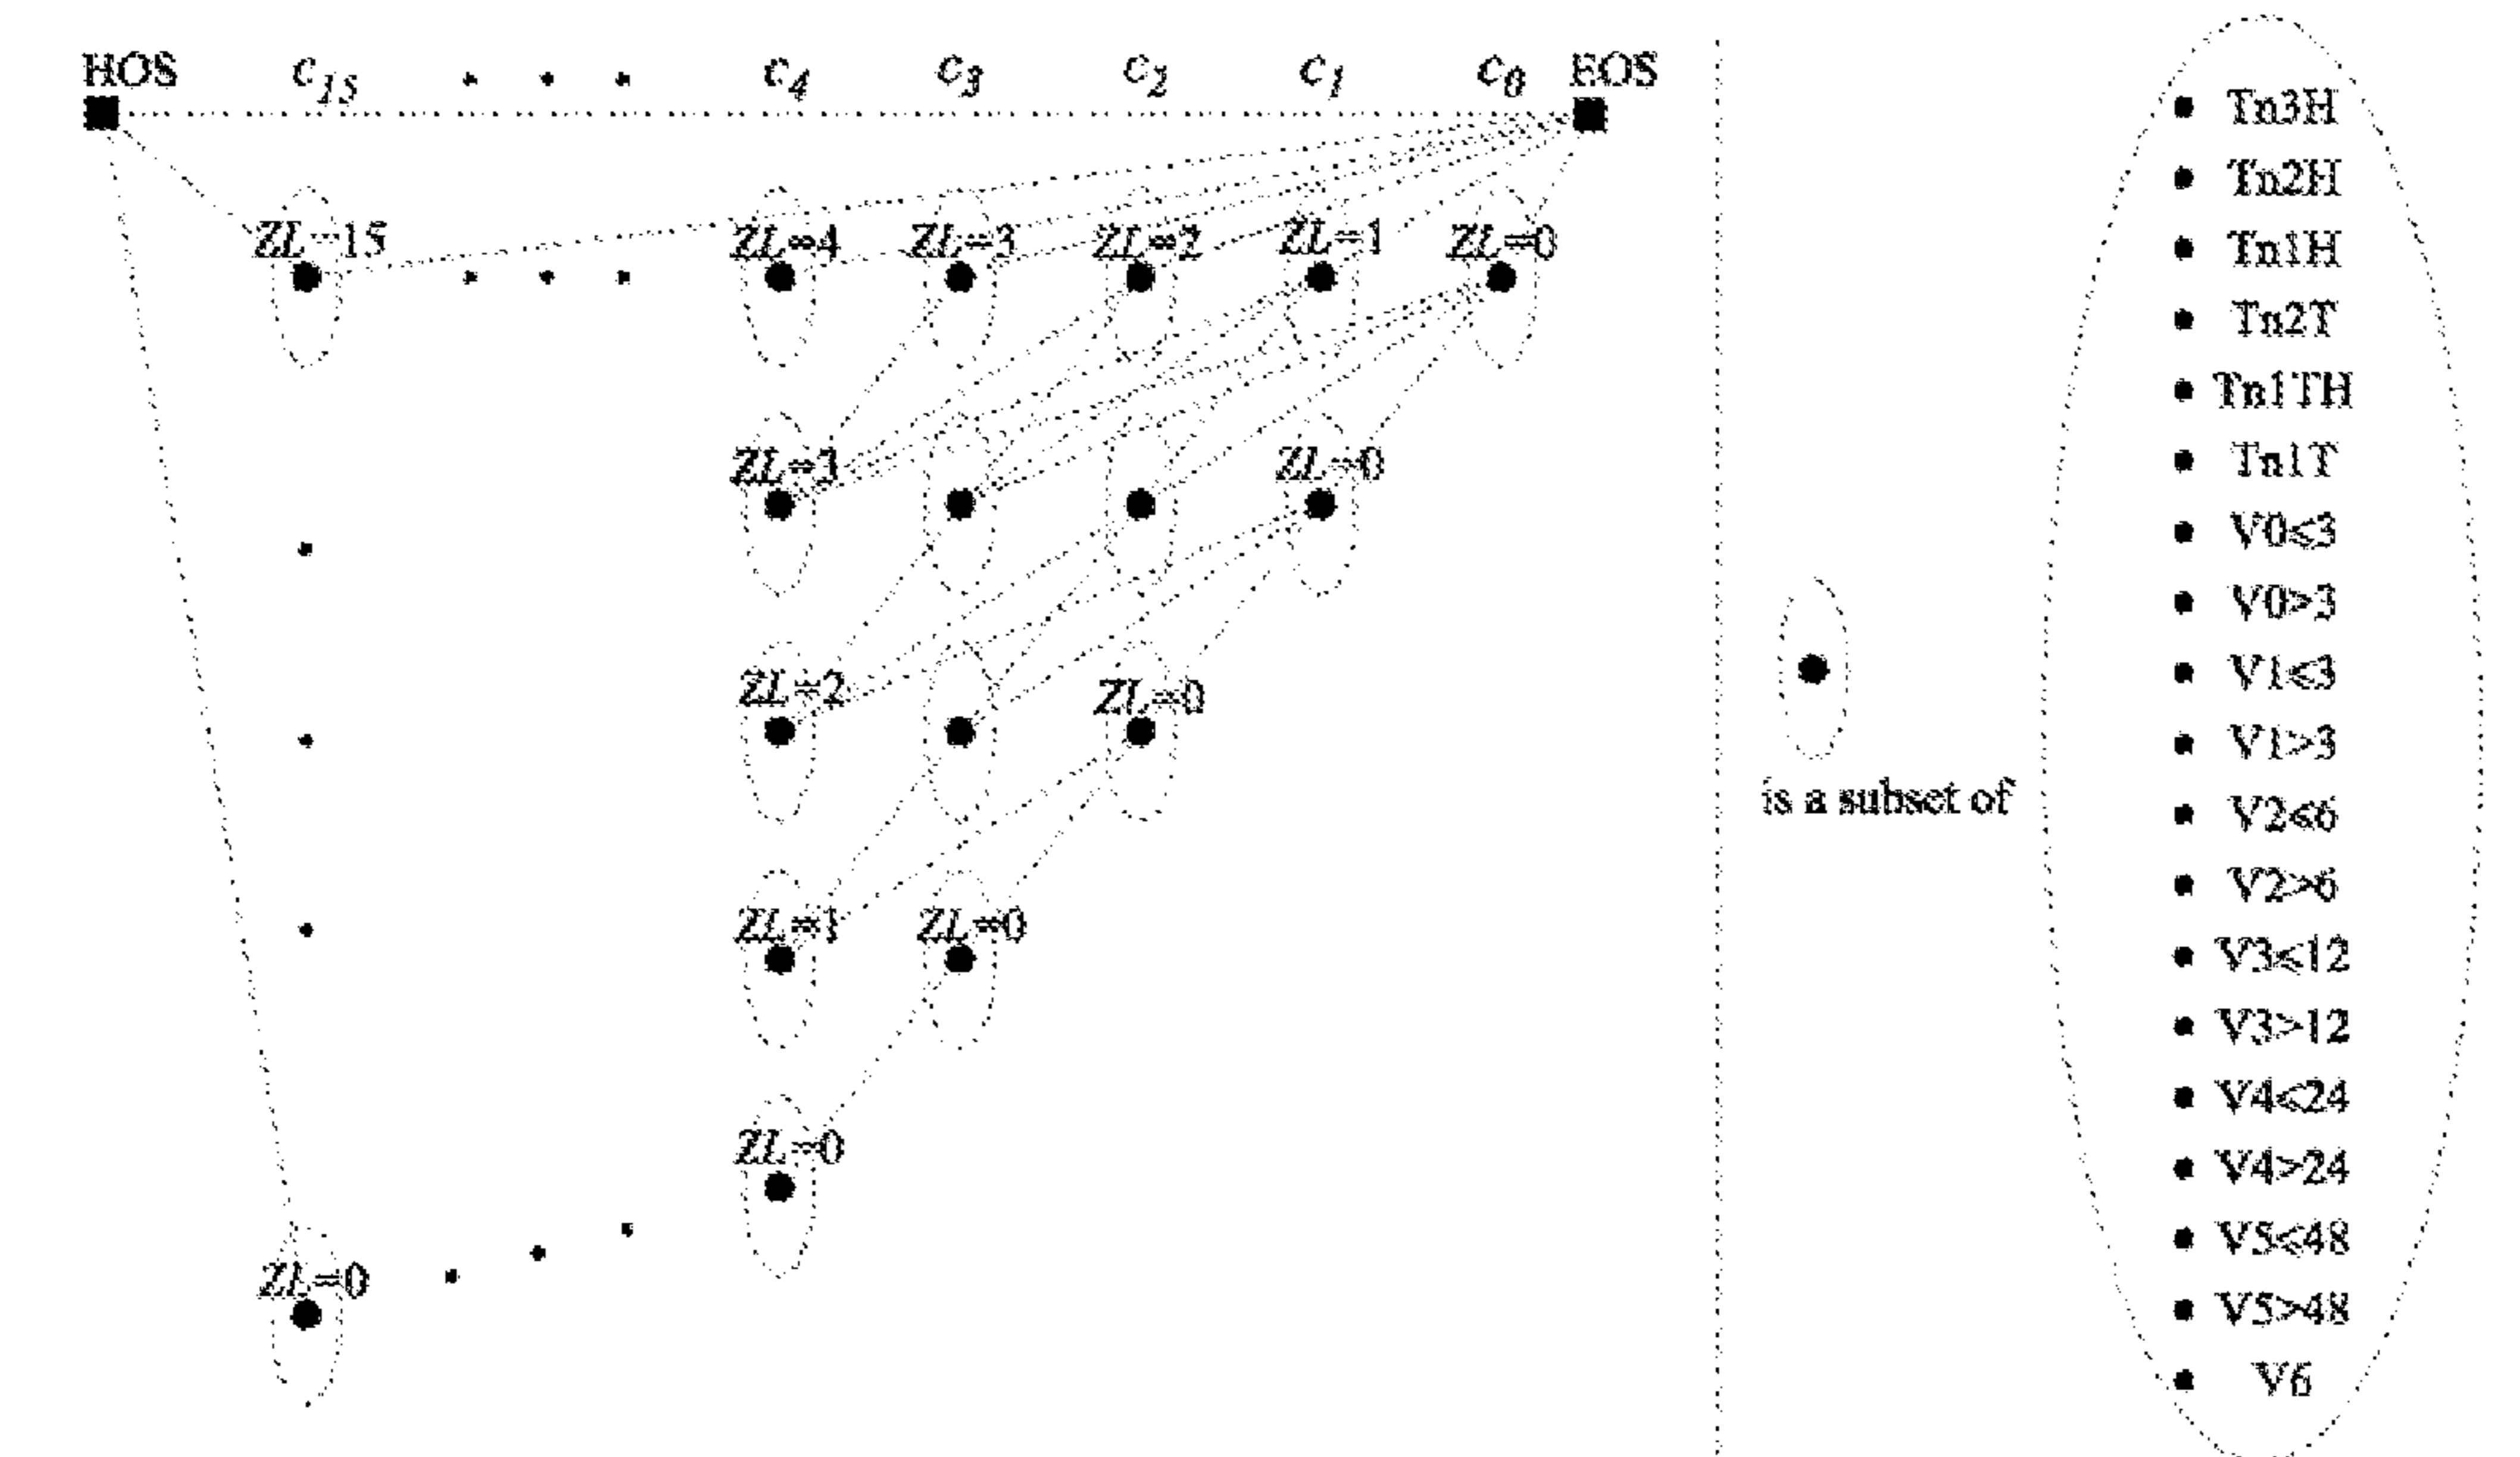 HOS c15 . . . c4 c3 c2 c1 c0 EOS
ZL=15 ZL=4 ZL=3 ZL=2 ZL=1 ZL=0
ZL=3 ZL=0
ZL=2 ZL=0
ZL=1 ZL=0
ZL=0
ZL=0
is a subset of
Tn3H
Tn2H
Tn1H
Tn2T
Tn1TH
Tn1T
V0≤3
V0>3
V1≤3
V1>3
V2≤6
V2>6
V3≤12
V3>12
V4≤24
V4>24
V5≤48
V5>48
V6